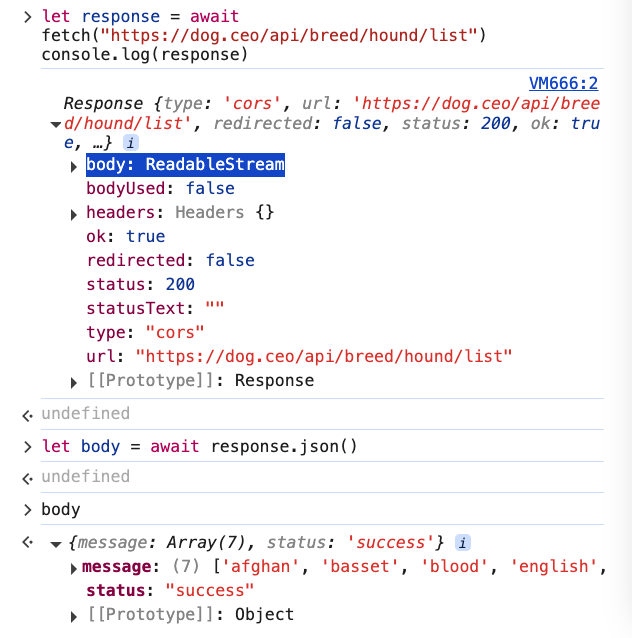 let response = await
fetch("https://dog.ceo/api/breed/hound/list")
console.log(response)
VM666:2
Response {type: 'cors', url: 'https://dog.ceo/api/bree
d/hound/list', redirected: false, status: 200, ok: tru
e, …} i
body: ReadableStream
bodyUsed: false
headers: Headers {}
ok: true
redirected: false
status: 200
statusText: ""
type: "cors"
url: "https://dog.ceo/api/breed/hound/list"
[[Prototype]]: Response
undefined
let body = await response.json()
undefined
body
{message: Array(7), status: 'success'} i
message: (7) ['afghan', 'basset', 'blood', 'english',
status: "success"
[[Prototype]]: Object